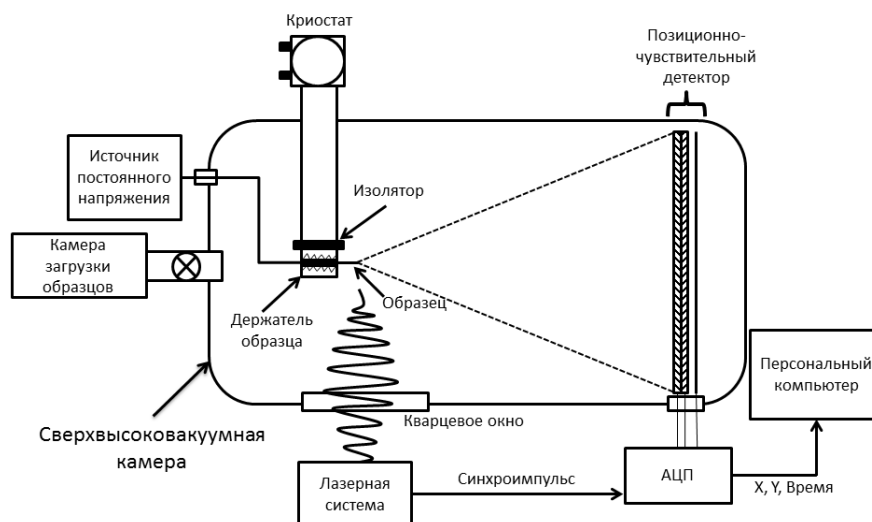 Криостат
Позиционно-
чувствительный
детектор
Источник
постоянного
напряжения
Изолятор
Камера
загрузки
образцов
Образец
Держатель
образца
Персональный
компьютер
Кварцевое окно
Сверхвысоковакуумная
камера
Лазерная
система
Синхроимпульс
АЦП
X, Y, Время